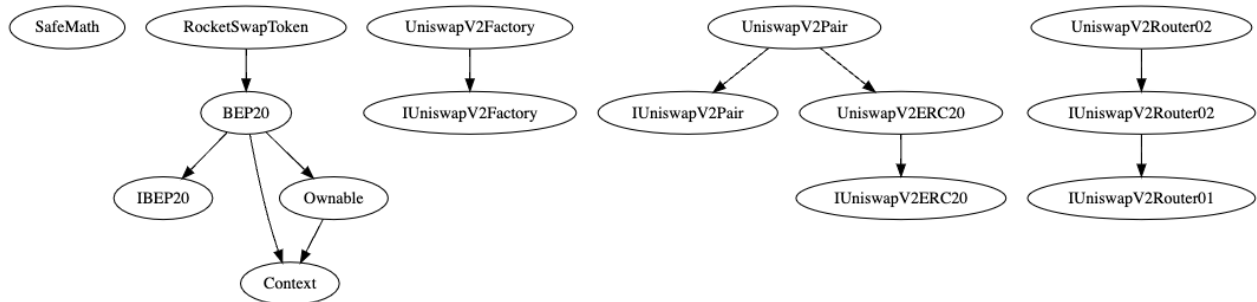 SafeMath
RocketSwapToken
UniswapV2Factory
UniswapV2Pair
UniswapV2Router02
BEP20
IUniswapV2Factory
IUniswapV2Pair
UniswapV2ERC20
IUniswapV2Router02
IBEP20
Ownable
IUniswapV2ERC20
IUniswapV2Router01
Context